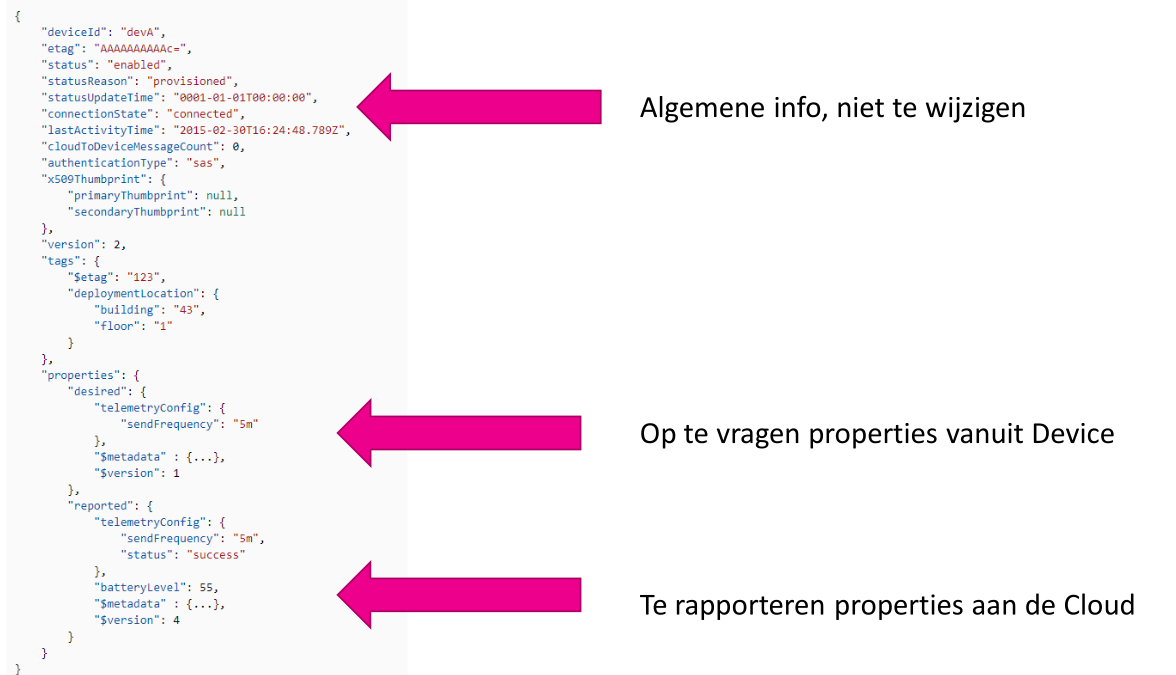 {
    "deviceId": "devA",
    "etag": "AAAAAAAAAAc=",
    "status": "enabled",
    "statusReason": "provisioned",
    "statusUpdateTime": "0001-01-01T00:00:00",
    "connectionState": "connected",
    "lastActivityTime": "2015-02-30T16:24:48.789Z",
    "cloudToDeviceMessageCount": 0,
    "authenticationType": "sas",
    "x509Thumbprint": {
        "primaryThumbprint": null,
        "secondaryThumbprint": null
    },
    "version": 2,
    "tags": {
        "$etag": "123",
        "deploymentLocation": {
            "building": "43",
            "floor": "1"
        }
    },
    "properties": {
        "desired": {
            "telemetryConfig": {
                "sendFrequency": "5m"
            },
            "$metadata" : {...},
            "$version": 1
        },
        "reported": {
            "telemetryConfig": {
                "sendFrequency": "5m",
                "status": "success"
            },
            "batteryLevel": 55,
            "$metadata" : {...},
            "$version": 4
        }
    }
}
Algemene info, niet te wijzigen
Op te vragen properties vanuit Device
Te rapporteren properties aan de Cloud